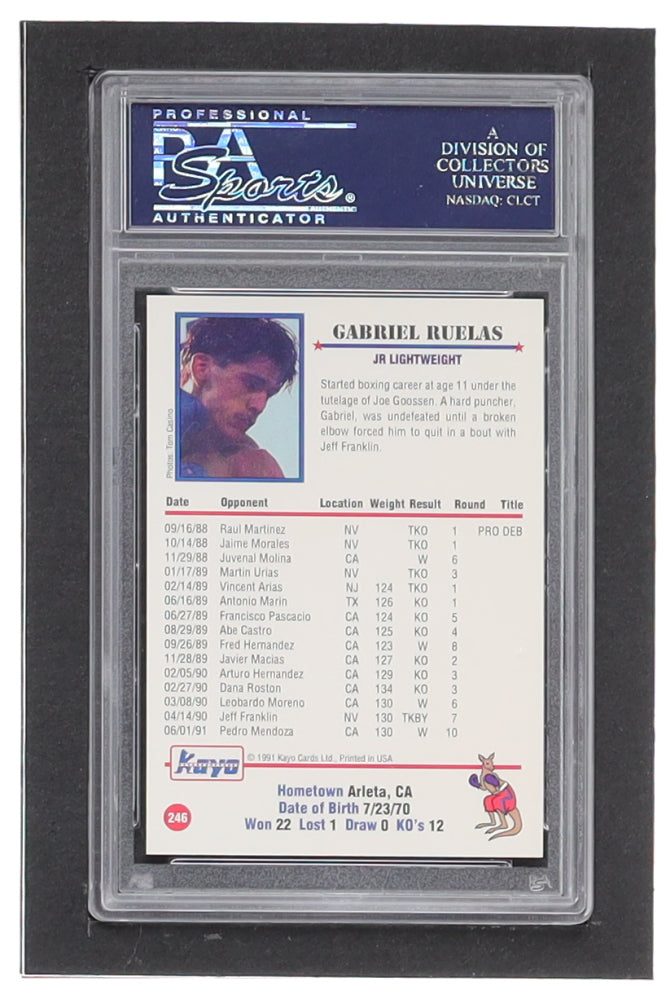 PROFESSIONAL
PSA
Sports®
AUTHENTICATOR
A
DIVISION OF
COLLECTORS
UNIVERSE
NASDAQ: CLCT
GABRIEL RUELAS
JR LIGHTWEIGHT
Started boxing career at age 11 under the
tutelage of Joe Goossen. A hard puncher,
Gabriel, was undefeated until a broken
elbow forced him to quit in a bout with
Jeff Franklin.
Photos: Tom Casino
Date Opponent Location Weight Result Round Title
09/16/88 Raul Martinez NV TKO 1 PRO DEB
10/14/88 Jaime Morales NV TKO 1
11/29/88 Juvenal Molina CA W 6
01/17/89 Martin Urias NV TKO 3
02/14/89 Vincent Arias NJ 124 TKO 1
06/16/89 Antonio Marin TX 126 KO 1
06/27/89 Francisco Pascacio CA 124 KO 5
08/29/89 Abe Castro CA 125 KO 4
09/26/89 Fred Hernandez CA 123 W 8
11/28/89 Javier Macias CA 127 KO 2
02/05/90 Arturo Hernandez CA 129 KO 3
02/27/90 Dana Roston CA 134 KO 3
03/08/90 Leobardo Moreno CA 130 W 6
04/14/90 Jeff Franklin NV 130 TKBY 7
06/01/91 Pedro Mendoza CA 130 W 10
Kayo © 1991 Kayo Cards Ltd., Printed in USA
Hometown Arleta, CA
Date of Birth 7/23/70
246 Won 22 Lost 1 Draw 0 KO's 12